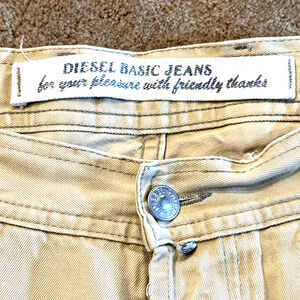 DIESEL BASIC JEANS
for your pleasure with friendly thanks